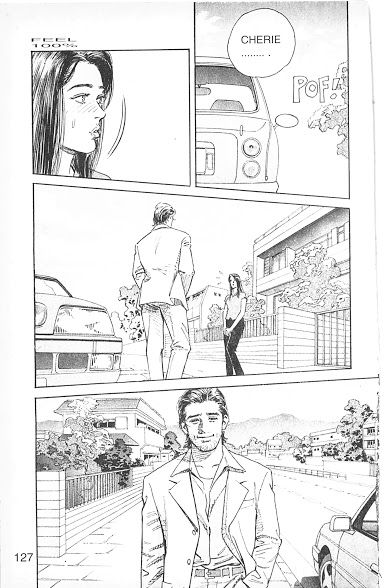 FEEL
100%
CHERIE
......... .
POF!
127